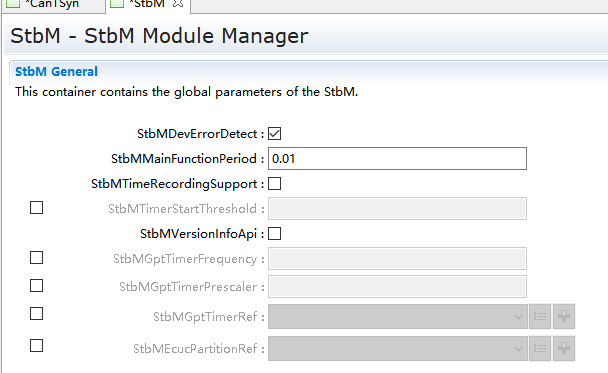 *CanTSyn *StbM
StbM - StbM Module Manager
StbM General
This container contains the global parameters of the StbM.
StbMDevErrorDetect :
StbMMainFunctionPeriod : 0.01
StbMTimeRecordingSupport :
StbMTimerStartThreshold :
StbMVersionInfoApi :
StbMGptTimerFrequency :
StbMGptTimerPrescaler :
StbMGptTimerRef :
StbMEcucPartitionRef :